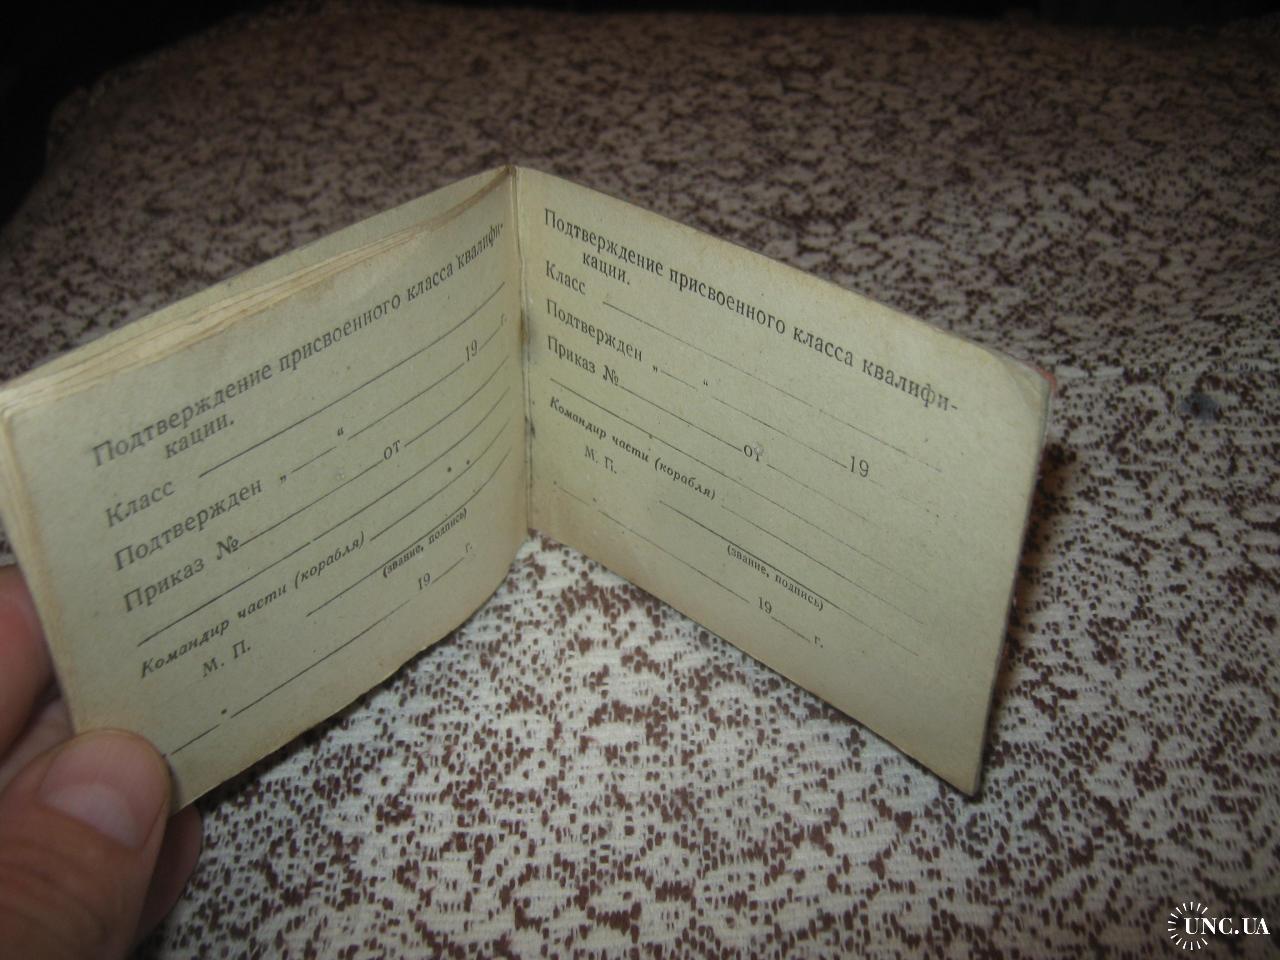 Подтверждение присвоенного класса квалифи-
кации.
Класс
Подтвержден „ “ 19 г.
Приказ № от
Командир части (корабля)
М. П.
(звание, подпись)
19 г.
Подтверждение присвоенного класса квалифи-
кации.
Класс
Подтвержден „ “ 19
Приказ № от
Командир части (корабля)
М. П.
(звание, подпись)
19 г.
UNC.UA